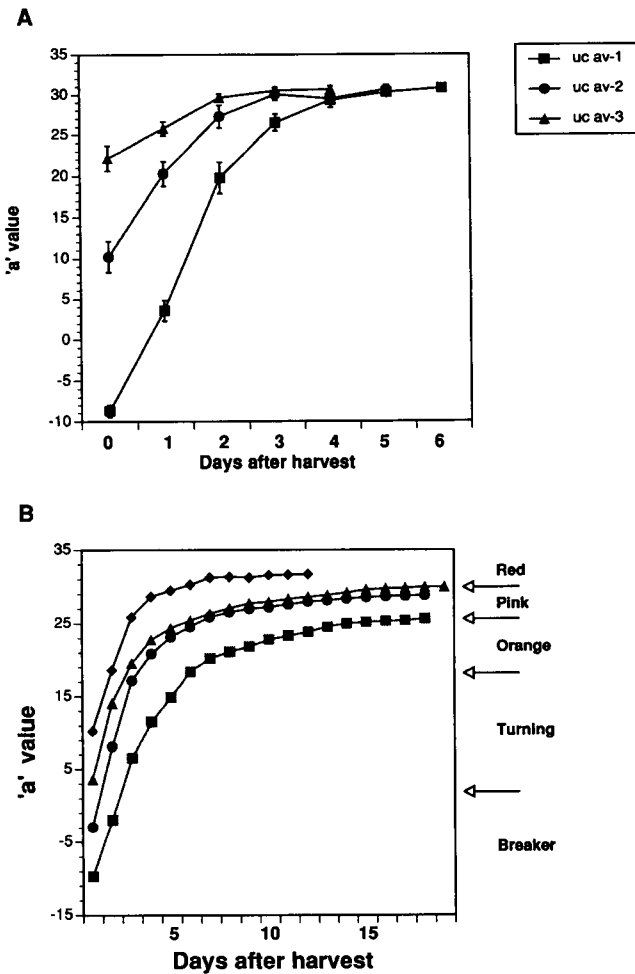 A
35
30
25
20
15
10
5
0
-5
-10
'a' value
0 1 2 3 4 5 6
Days after harvest
uc av-1
uc av-2
uc av-3
B
35
25
15
5
-5
-15
'a' value
5 10 15
Days after harvest
Red
Pink
Orange
Turning
Breaker